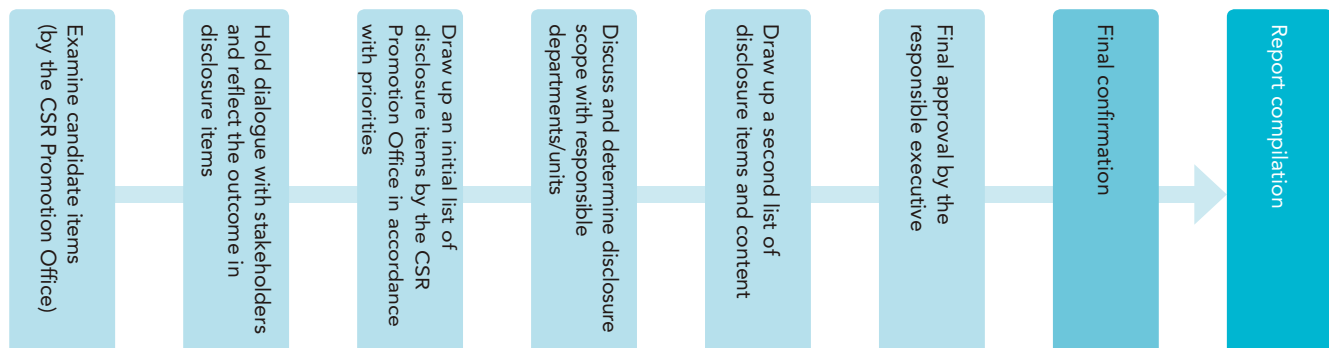 Examine candidate items
(by the CSR Promotion Office)
Hold dialogue with stakeholders
and reflect the outcome in
disclosure items
Draw up an initial list of
disclosure items by the CSR
Promotion Office in accordance
with priorities
Discuss and determine disclosure
scope with responsible
departments/units
Draw up a second list of
disclosure items and content
Final approval by the
responsible executive
Final confirmation
Report compilation